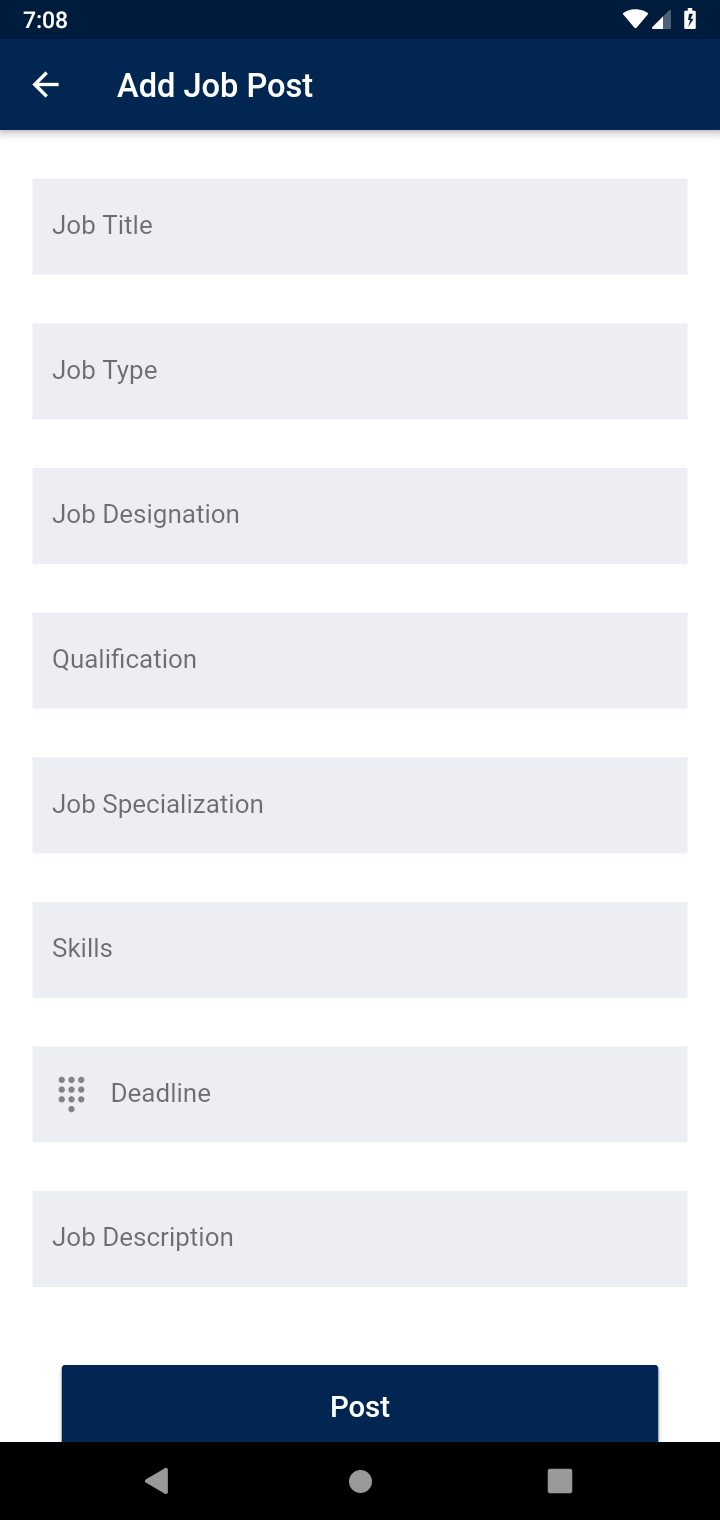 7:08
Add Job Post
Job Title
Job Type
Job Designation
Qualification
Job Specialization
Skills
Deadline
Job Description
Post